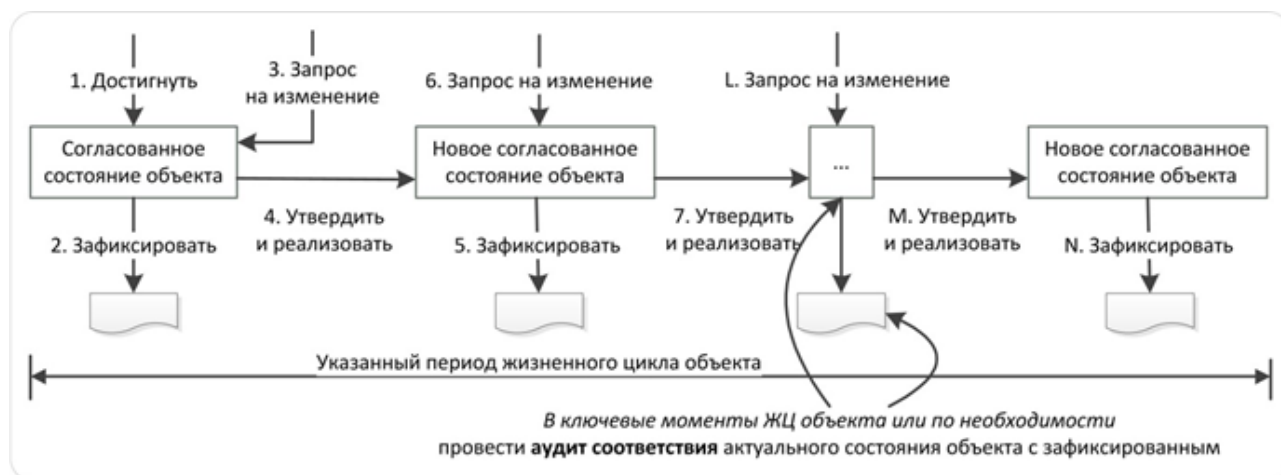 1. Достигнуть
3. Запрос
на изменение
6. Запрос на изменение
L. Запрос на изменение
Согласованное
состояние объекта
Новое согласованное
состояние объекта
...
Новое согласованное
состояние объекта
4. Утвердить
и реализовать
7. Утвердить
и реализовать
M. Утвердить
и реализовать
2. Зафиксировать
5. Зафиксировать
N. Зафиксировать
Указанный период жизненного цикла объекта
В ключевые моменты ЖЦ объекта или по необходимости
провести аудит соответствия актуального состояния объекта с зафиксированным